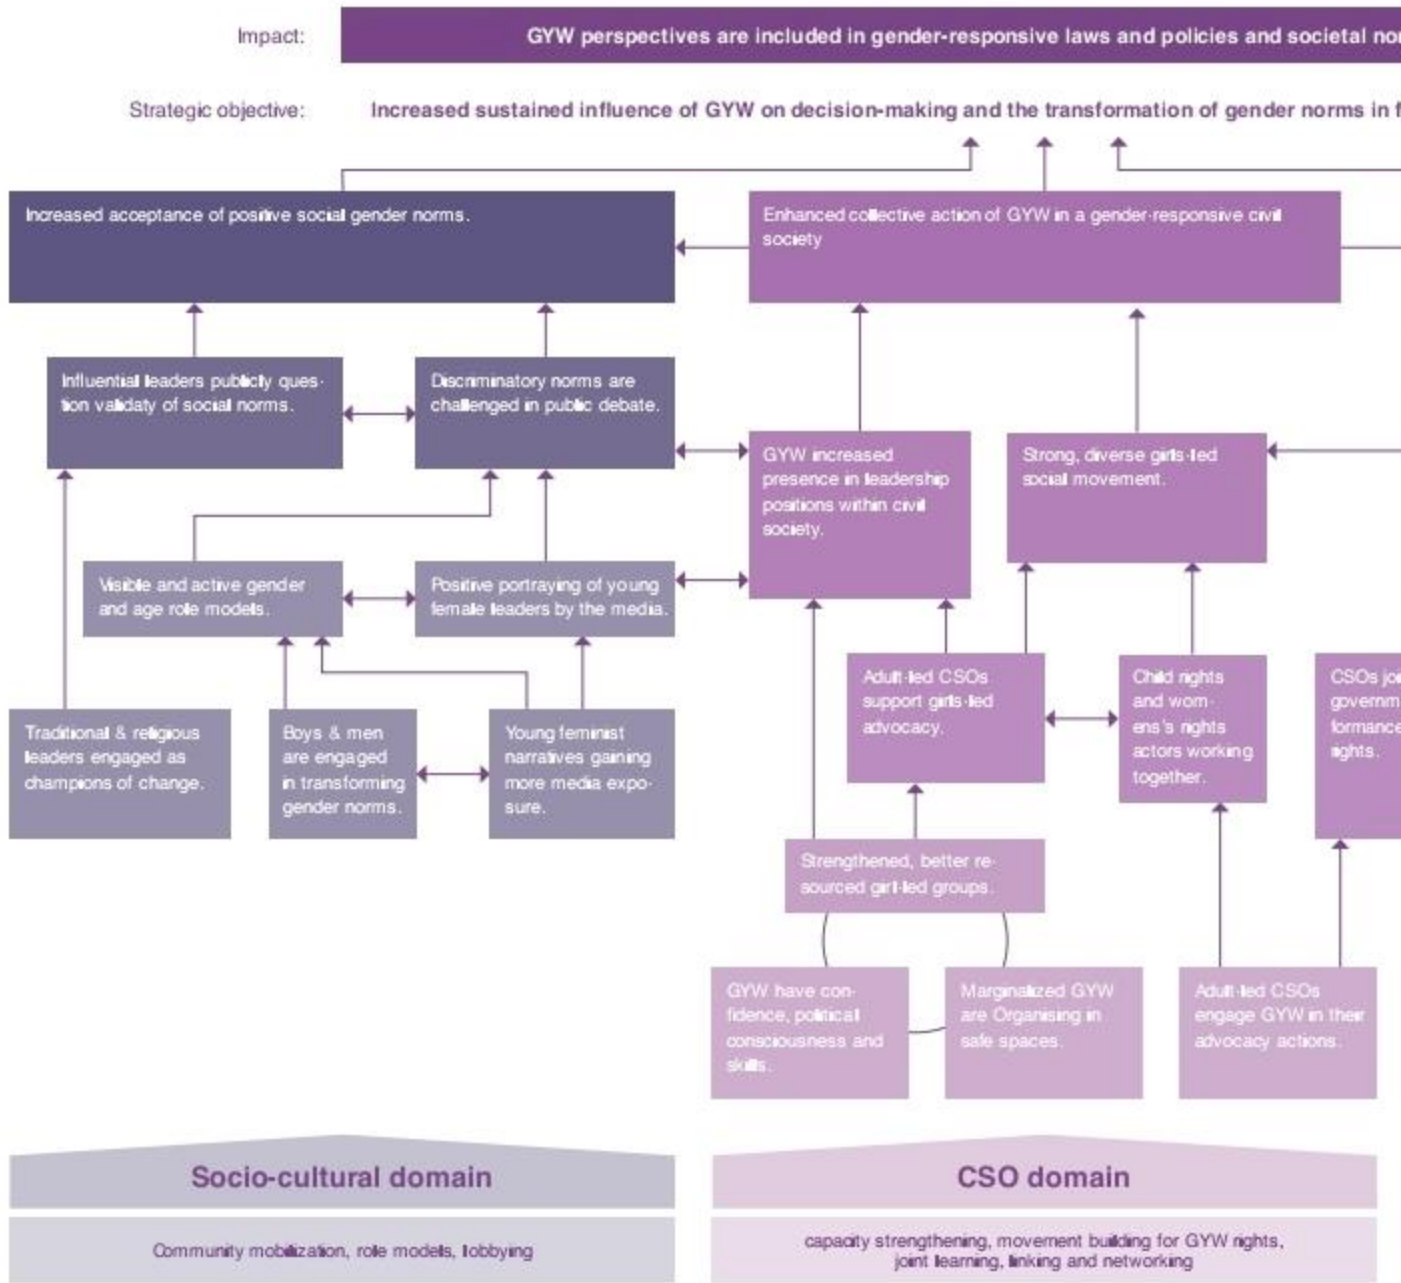 Impact:
GYW perspectives are included in gender-responsive laws and policies and societal nor
Strategic objective:
Increased sustained influence of GYW on decision-making and the transformation of gender norms in f
Increased acceptance of positive social gender norms.
Enhanced collective action of GYW in a gender-responsive civil
society
Influential leaders publicly ques-
tion validaty of social norms.
Discriminatory norms are
challenged in public debate.
GYW increased
presence in leadership
positions within civil
society.
Strong, diverse girls-led
social movement.
Visible and active gender
and age role models.
Positive portraying of young
female leaders by the media.
Adult-led CSOs
support girls-led
advocacy.
Child rights
and wom-
ens's rights
actors working
together.
CSOs joi
governm
formance
rights.
Traditional & religious
leaders engaged as
champions of change.
Boys & men
are engaged
in transforming
gender norms.
Young feminist
narratives gaining
more media expo-
sure.
Strengthened, better re-
sourced girl-led groups.
GYW have con-
fidence, political
consciousness and
skills.
Marginalized GYW
are Organising in
safe spaces.
Adult-led CSOs
engage GYW in their
advocacy actions.
Socio-cultural domain
CSO domain
Community mobilization, role models, lobbying
capacity strengthening, movement building for GYW rights,
joint learning, linking and networking